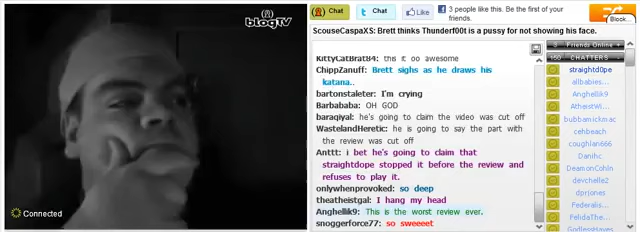 blogTV
Chat
Chat
Like
3 people like this. Be the first of your
friends.
Block...
ScouseCaspaXS: Brett thinks Thunderf00t is a pussy for not showing his face.
KittyCatBrat84: this it oo awesome
ChippZanuff: Brett sighs as he draws his
katana..
bartonstaleter: I'm crying
Barbababa: OH GOD
baraqiyal: he's going to claim the video was cut off
WastelandHeretic: he is going to say the part with
the review was cut off
Anttt: i bet he's going to claim that
straightdope stopped it before the review and
refuses to play it.
onlywhenprovoked: so deep
theatheistgal: I hang my head
Anghellik9: This is the worst review ever.
snoggerforce77: so sweeeet
3 Friends Online
150 CHATTERS
straightd0pe
allbabies...
Anghellik9
AtheistWi...
bubbamickmac
cehbeach
coughlan666
Danihc
DeamonCohln
devchelle2
dprjones
Federalis...
FelidaThe...
GodlessHaves
Connected